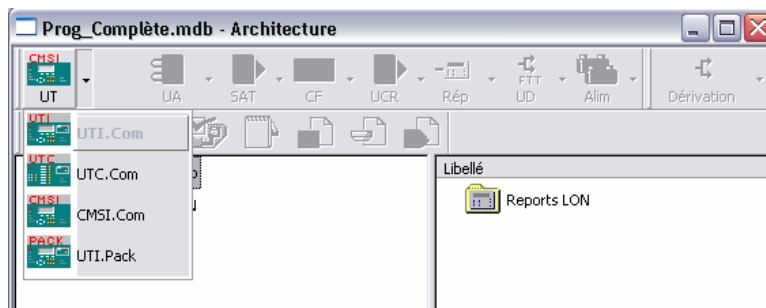 Prog_Complète.mdb - Architecture
CMSI
UT UA SAT CF UCR Rép FTT UD Alim Dérivation
UTI UTI.Com
UTC UTC.Com
CMSI CMSI.Com
PACK UTI.Pack
Libellé
Reports LON